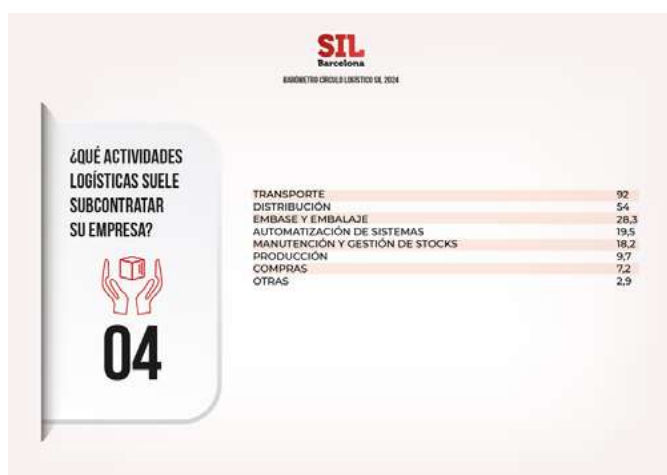 SIL
Barcelona
BARÓMETRO CÍRCULO LOGÍSTICO SIL 2024
¿QUÉ ACTIVIDADES
LOGÍSTICAS SUELE
SUBCONTRATAR
SU EMPRESA?
04
TRANSPORTE 92
DISTRIBUCIÓN 54
EMBASE Y EMBALAJE 28,3
AUTOMATIZACIÓN DE SISTEMAS 19,5
MANUTENCIÓN Y GESTIÓN DE STOCKS 18,2
PRODUCCIÓN 9,7
COMPRAS 7,2
OTRAS 2,9